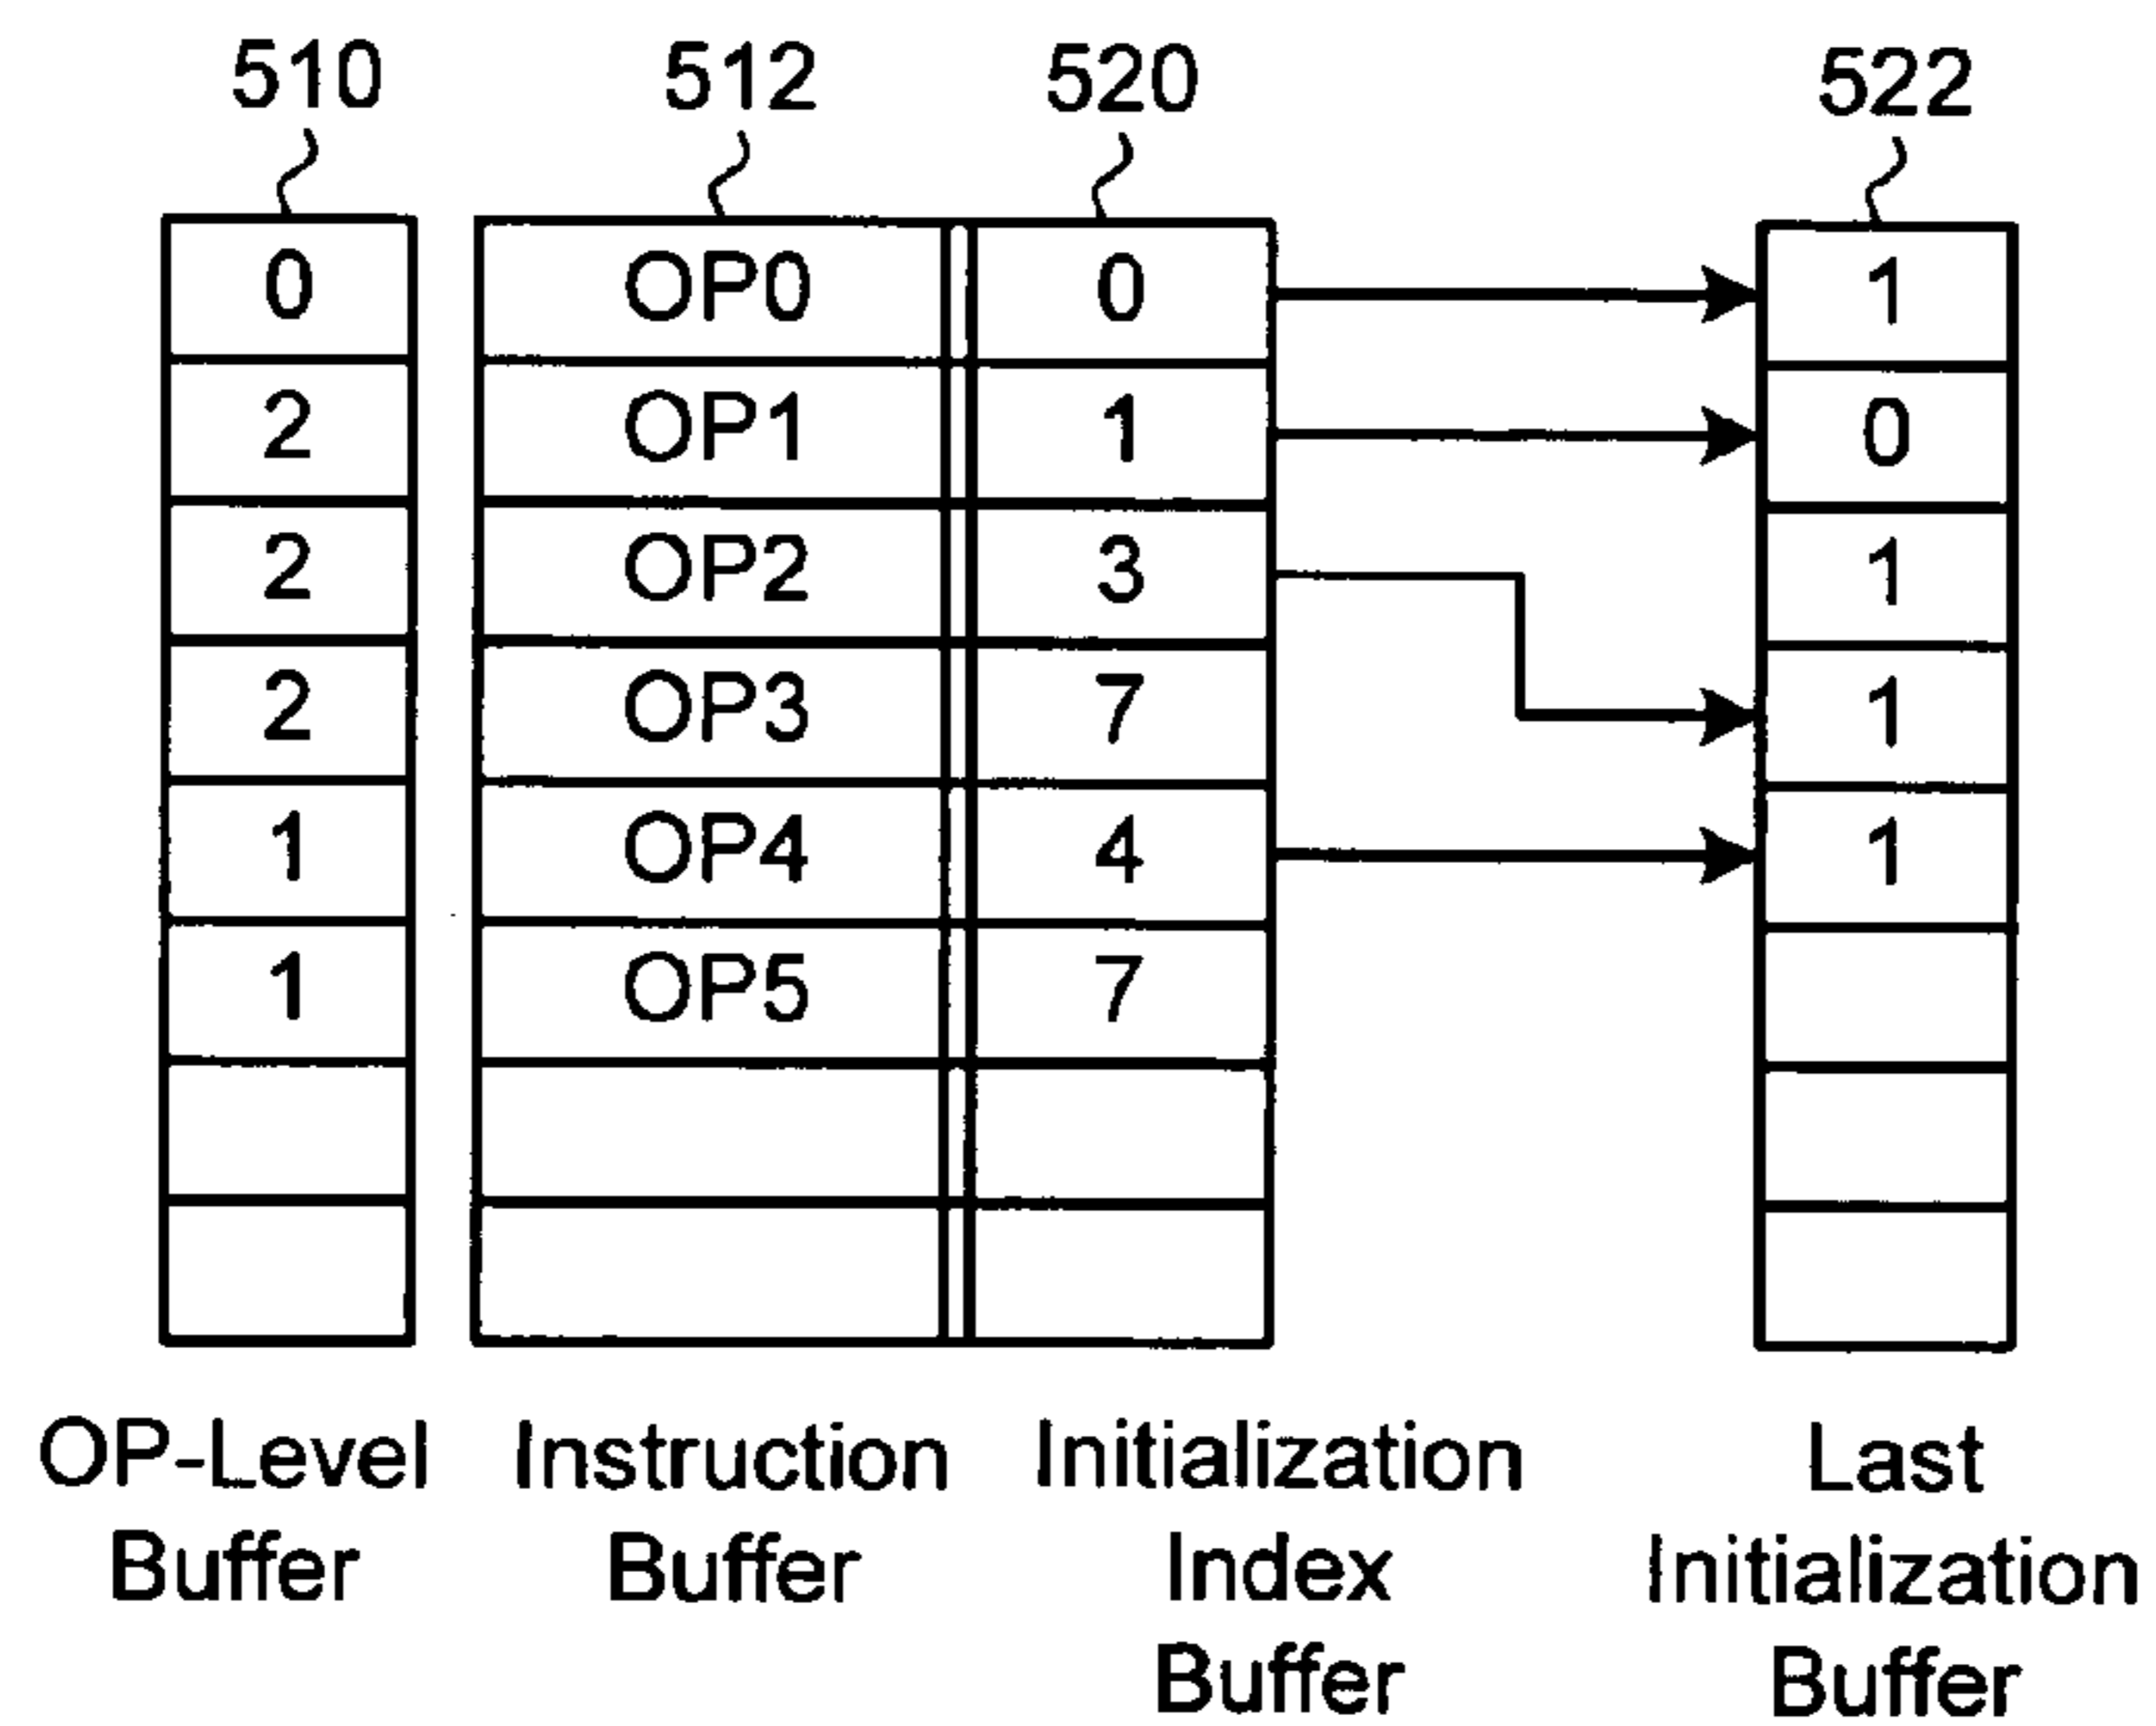 510 512 520 522
0 OP0 0 1
2 OP1 1 0
2 OP2 3 1
2 OP3 7 1
1 OP4 4 1
1 OP5 7
OP-Level Instruction Initialization Last
Buffer Buffer Index Initialization
Buffer Buffer